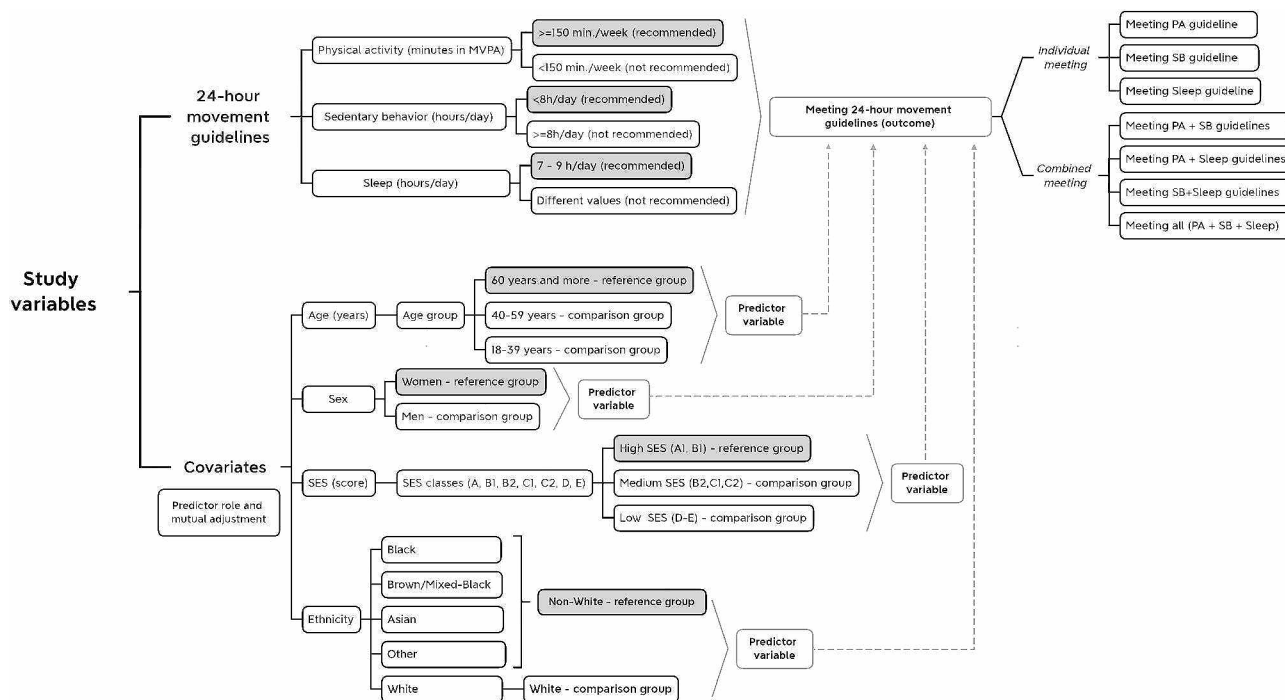 Study
variables
24-hour
movement
guidelines
Physical activity (minutes in MVPA)
>=150 min./week (recommended)
<150 min./week (not recommended)
Sedentary behavior (hours/day)
<8h/day (recommended)
>=8h/day (not recommended)
Sleep (hours/day)
7 - 9 h/day (recommended)
Different values (not recommended)
Meeting 24-hour movement
guidelines (outcome)
Individual
meeting
Meeting PA guideline
Meeting SB guideline
Meeting Sleep guideline
Combined
meeting
Meeting PA + SB guidelines
Meeting PA + Sleep guidelines
Meeting SB+Sleep guidelines
Meeting all (PA + SB + Sleep)
Covariates
Predictor role and
mutual adjustment
Age (years)
Age group
60 years and more - reference group
40-59 years - comparison group
18-39 years - comparison group
Predictor
variable
Sex
Women - reference group
Men - comparison group
Predictor
variable
SES (score)
SES classes (A, B1, B2, C1, C2, D, E)
High SES (A1, B1) - reference group
Medium SES (B2,C1,C2) - comparison group
Low SES (D-E) - comparison group
Predictor
variable
Ethnicity
Black
Brown/Mixed-Black
Asian
Other
White
Non-White - reference group
White - comparison group
Predictor
variable